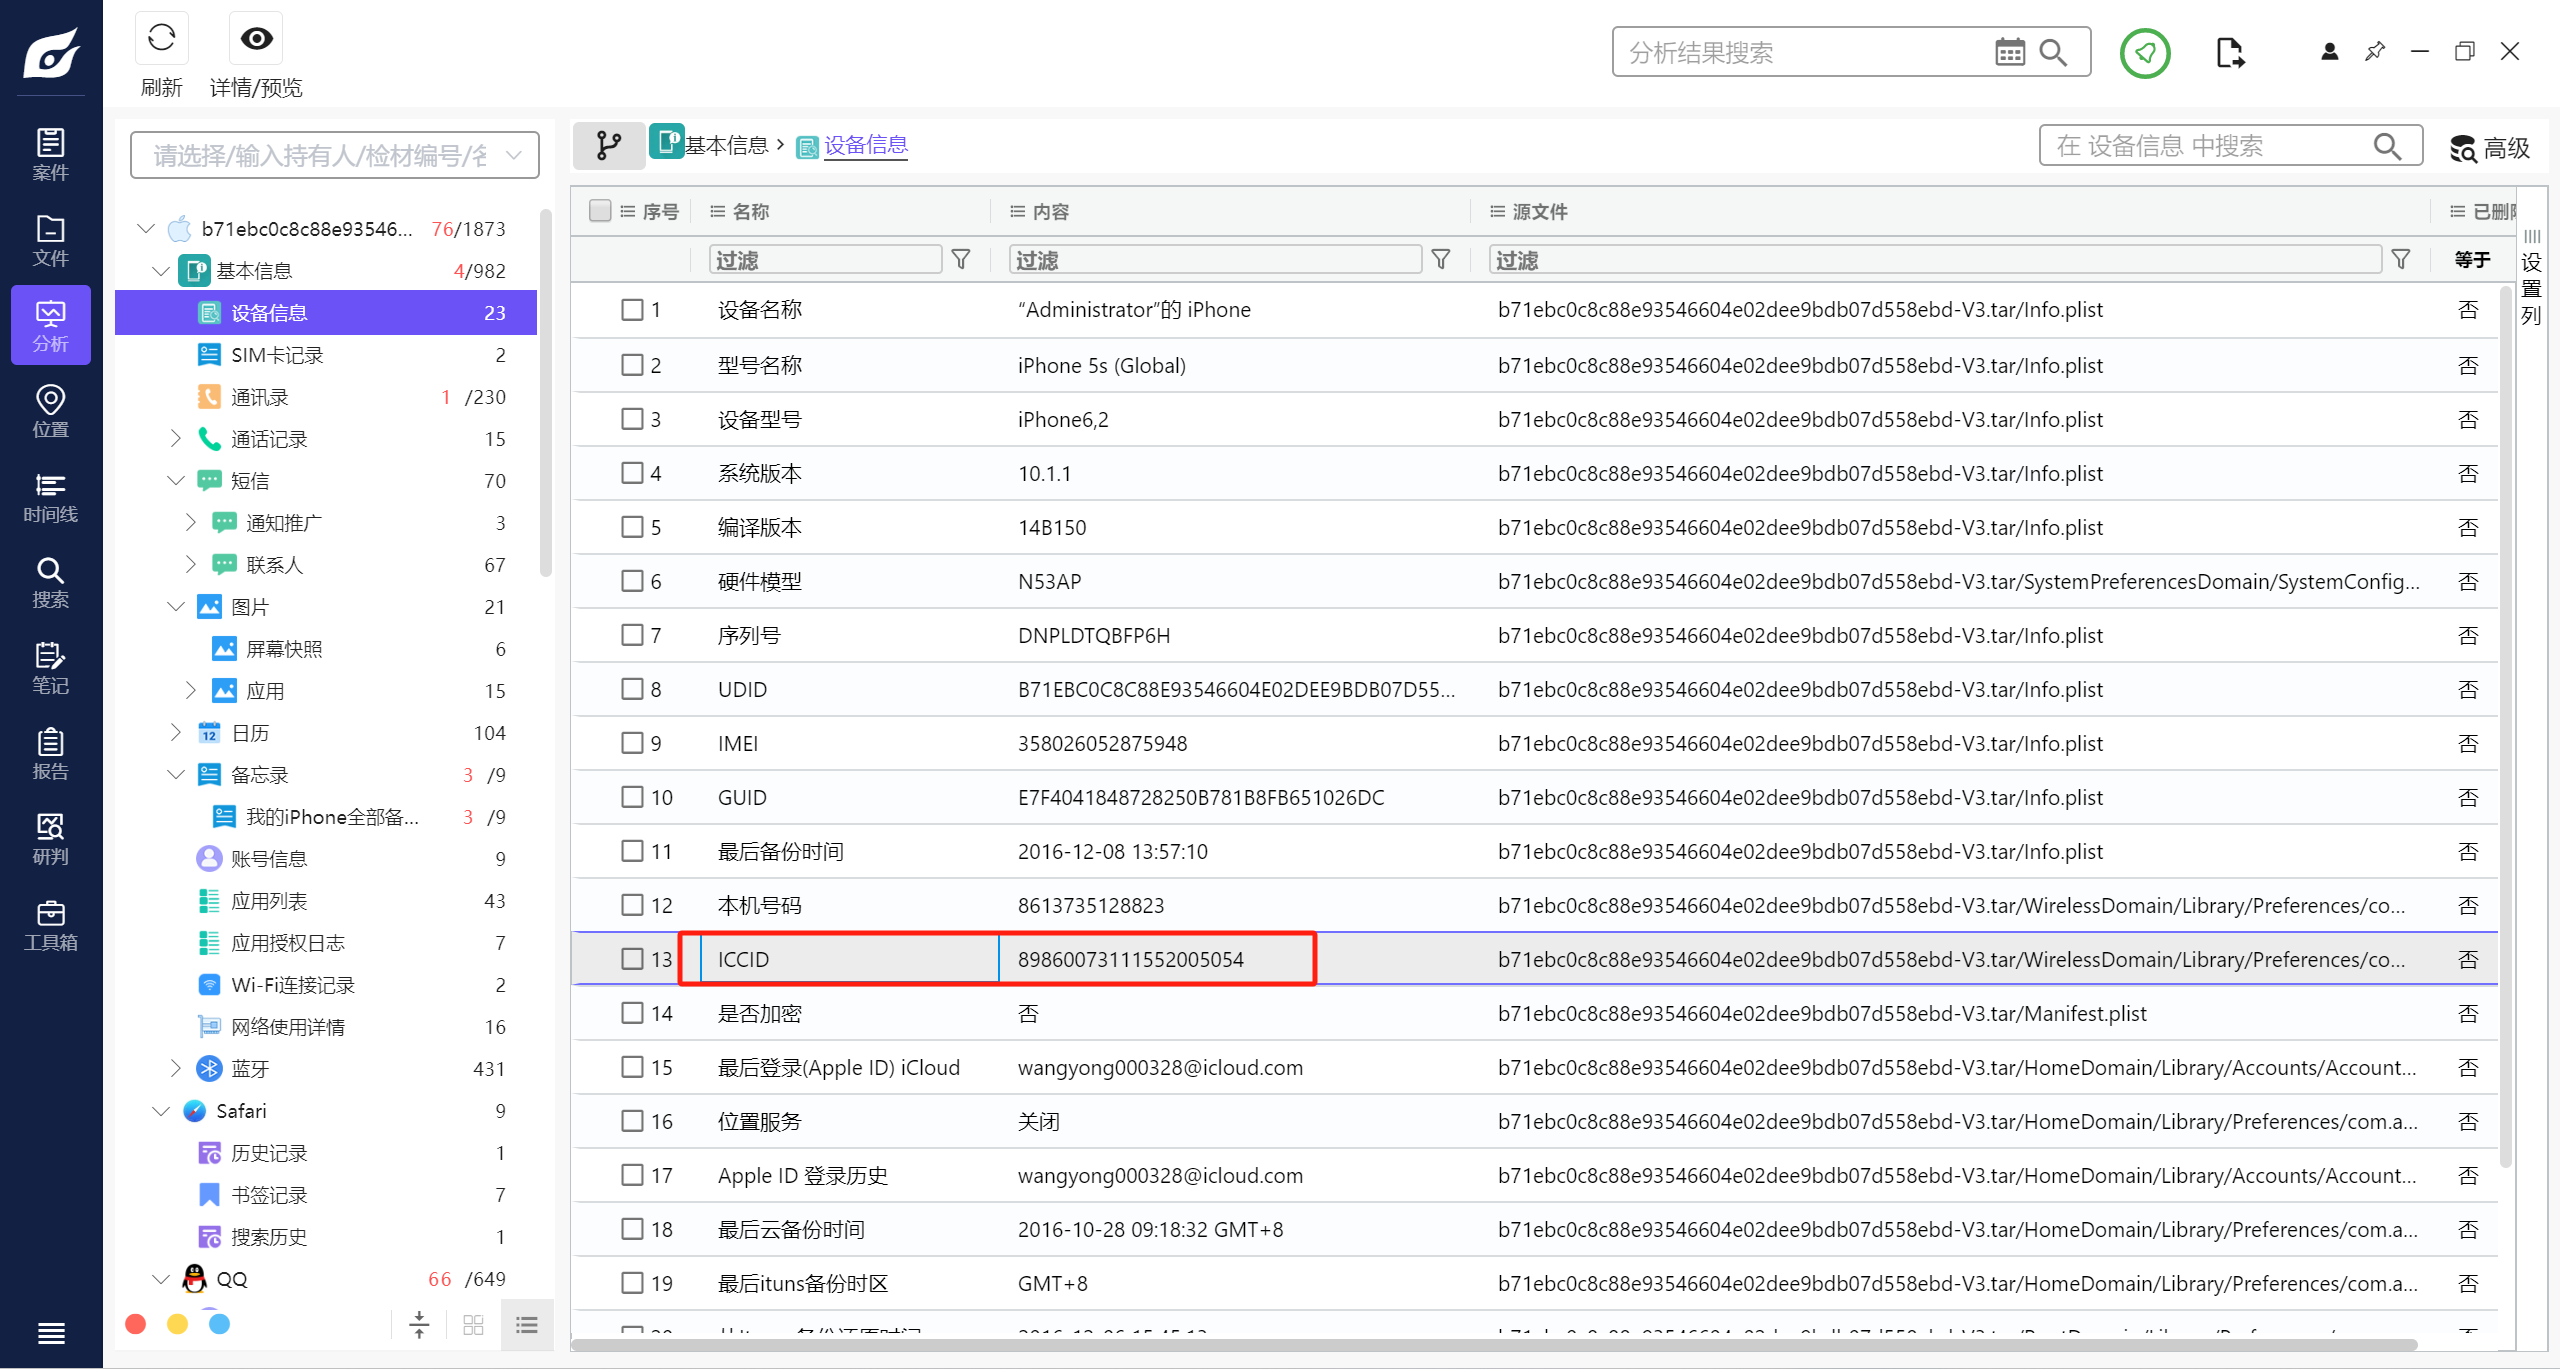 刷新
详情/预览
分析结果搜索
案件
文件
分析
位置
时间线
搜索
笔记
报告
研判
工具箱
请选择/输入持有人/检材编号/名
b71ebc0c8c88e93546... 76/1873
基本信息 4/982
设备信息 23
SIM卡记录 2
通讯录 1 /230
通话记录 15
短信 70
通知推广 3
联系人 67
图片 21
屏幕快照 6
应用 15
日历 104
备忘录 3 /9
我的iPhone全部备... 3 /9
账号信息 9
应用列表 43
应用授权日志 7
Wi-Fi连接记录 2
网络使用详情 16
蓝牙 431
Safari 9
历史记录 1
书签记录 7
搜索历史 1
QQ 66 /649
基本信息 › 设备信息
在 设备信息 中搜索
高级
序号 名称 内容 源文件 已删除
过滤 过滤 过滤 等于
设置列
1 设备名称 “Administrator”的 iPhone b71ebc0c8c88e93546604e02dee9bdb07d558ebd-V3.tar/Info.plist 否
2 型号名称 iPhone 5s (Global) b71ebc0c8c88e93546604e02dee9bdb07d558ebd-V3.tar/Info.plist 否
3 设备型号 iPhone6,2 b71ebc0c8c88e93546604e02dee9bdb07d558ebd-V3.tar/Info.plist 否
4 系统版本 10.1.1 b71ebc0c8c88e93546604e02dee9bdb07d558ebd-V3.tar/Info.plist 否
5 编译版本 14B150 b71ebc0c8c88e93546604e02dee9bdb07d558ebd-V3.tar/Info.plist 否
6 硬件模型 N53AP b71ebc0c8c88e93546604e02dee9bdb07d558ebd-V3.tar/SystemPreferencesDomain/SystemConfig... 否
7 序列号 DNPLDTQBFP6H b71ebc0c8c88e93546604e02dee9bdb07d558ebd-V3.tar/Info.plist 否
8 UDID B71EBC0C8C88E93546604E02DEE9BDB07D55... b71ebc0c8c88e93546604e02dee9bdb07d558ebd-V3.tar/Info.plist 否
9 IMEI 358026052875948 b71ebc0c8c88e93546604e02dee9bdb07d558ebd-V3.tar/Info.plist 否
10 GUID E7F4041848728250B781B8FB651026DC b71ebc0c8c88e93546604e02dee9bdb07d558ebd-V3.tar/Info.plist 否
11 最后备份时间 2016-12-08 13:57:10 b71ebc0c8c88e93546604e02dee9bdb07d558ebd-V3.tar/Info.plist 否
12 本机号码 8613735128823 b71ebc0c8c88e93546604e02dee9bdb07d558ebd-V3.tar/WirelessDomain/Library/Preferences/co... 否
13 ICCID 89860073111552005054 b71ebc0c8c88e93546604e02dee9bdb07d558ebd-V3.tar/WirelessDomain/Library/Preferences/co... 否
14 是否加密 否 b71ebc0c8c88e93546604e02dee9bdb07d558ebd-V3.tar/Manifest.plist 否
15 最后登录(Apple ID) iCloud wangyong000328@icloud.com b71ebc0c8c88e93546604e02dee9bdb07d558ebd-V3.tar/HomeDomain/Library/Accounts/Account... 否
16 位置服务 关闭 b71ebc0c8c88e93546604e02dee9bdb07d558ebd-V3.tar/HomeDomain/Library/Preferences/com.a... 否
17 Apple ID 登录历史 wangyong000328@icloud.com b71ebc0c8c88e93546604e02dee9bdb07d558ebd-V3.tar/HomeDomain/Library/Accounts/Account... 否
18 最后云备份时间 2016-10-28 09:18:32 GMT+8 b71ebc0c8c88e93546604e02dee9bdb07d558ebd-V3.tar/HomeDomain/Library/Preferences/com.a... 否
19 最后ituns备份时区 GMT+8 b71ebc0c8c88e93546604e02dee9bdb07d558ebd-V3.tar/HomeDomain/Library/Preferences/com.a... 否